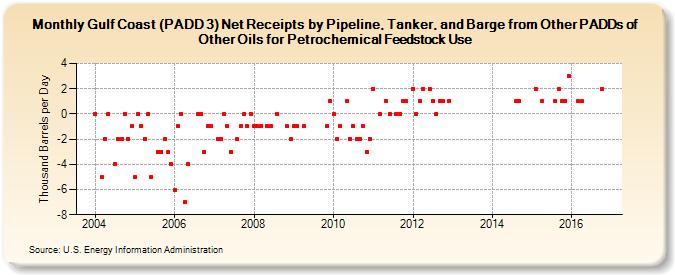 Monthly Gulf Coast (PADD 3) Net Receipts by Pipeline, Tanker, and Barge from Other PADDs of
Other Oils for Petrochemical Feedstock Use
Thousand Barrels per Day
4
2
0
-2
-4
-6
-8
2004 2006 2008 2010 2012 2014 2016
Source: U.S. Energy Information Administration